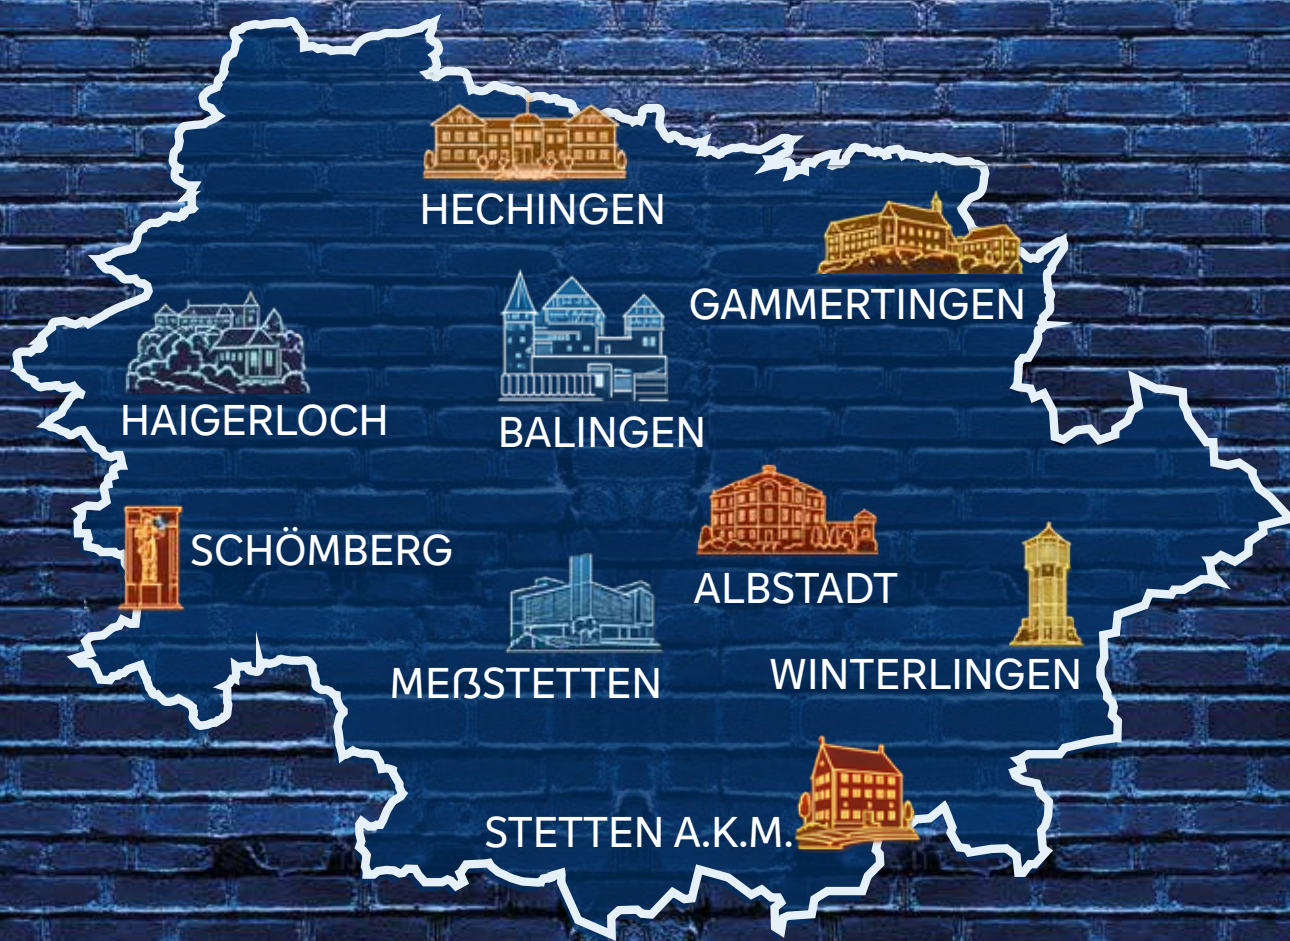 HECHINGEN
GAMMERTINGEN
HAIGERLOCH
BALINGEN
SCHÖMBERG
ALBSTADT
MEẞSTETTEN
WINTERLINGEN
STETTEN A.K.M.